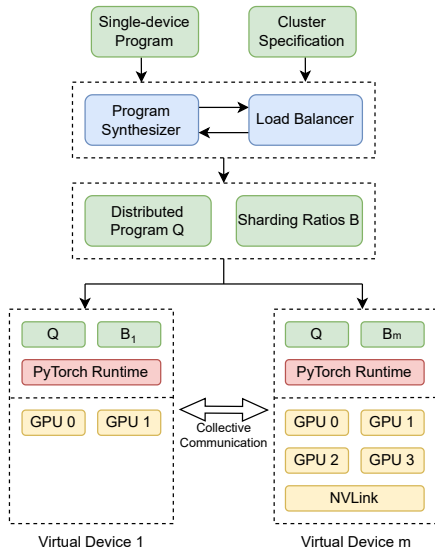 Single-device
Program
Cluster
Specification
Program
Synthesizer
Load Balancer
Distributed
Program Q
Sharding Ratios B
Q
B1
PyTorch Runtime
GPU 0
GPU 1
Collective
Communication
Q
Bm
PyTorch Runtime
GPU 0
GPU 1
GPU 2
GPU 3
NVLink
Virtual Device 1
Virtual Device m